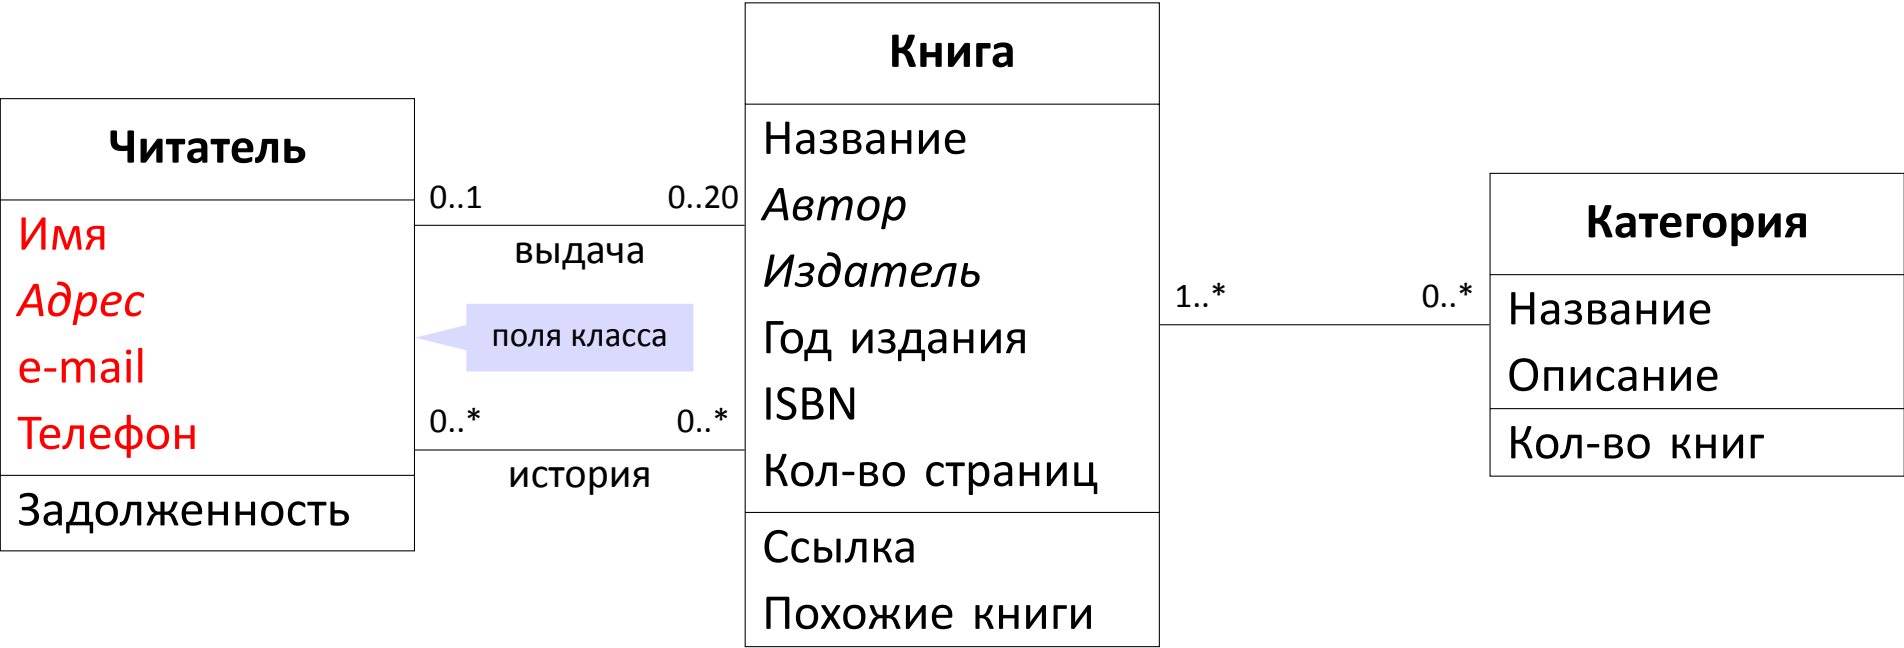 Читатель
Имя
Адрес
e-mail
Телефон
Задолженность
0..1
0..20
выдача
поля класса
0..*
0..*
история
Книга
Название
Автор
Издатель
Год издания
ISBN
Кол-во страниц
Ссылка
Похожие книги
1..*
0..*
Категория
Название
Описание
Кол-во книг